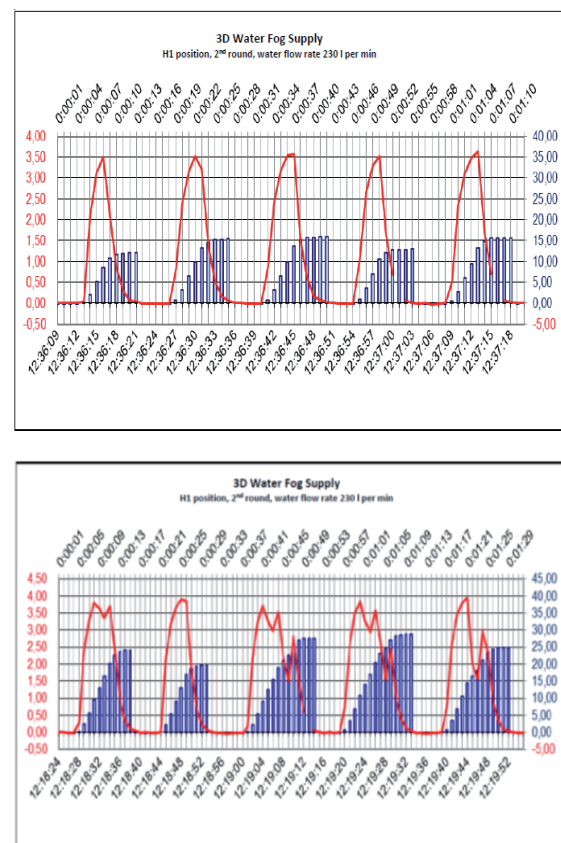 3D Water Fog Supply
H1 position, 2nd round, water flow rate 230 l per min
0:00:01 0:00:04 0:00:07 0:00:10 0:00:13 0:00:16 0:00:19 0:00:22 0:00:25 0:00:28 0:00:31 0:00:34 0:00:37 0:00:40 0:00:43 0:00:46 0:00:49 0:00:52 0:00:55 0:00:58 0:01:01 0:01:04 0:01:07 0:01:10
4,00 40,00
3,50 35,00
3,00 30,00
2,50 25,00
2,00 20,00
1,50 15,00
1,00 10,00
0,50 5,00
0,00 0,00
-0,50 -5,00
12:36:09 12:36:12 12:36:15 12:36:18 12:36:21 12:36:24 12:36:27 12:36:30 12:36:33 12:36:36 12:36:39 12:36:42 12:36:45 12:36:48 12:36:51 12:36:54 12:36:57 12:37:00 12:37:03 12:37:06 12:37:09 12:37:12 12:37:15 12:37:18
3D Water Fog Supply
H1 position, 2nd round, water flow rate 230 l per min
0:00:01 0:00:05 0:00:09 0:00:13 0:00:17 0:00:21 0:00:25 0:00:29 0:00:33 0:00:37 0:00:41 0:00:45 0:00:49 0:00:53 0:00:57 0:01:01 0:01:05 0:01:09 0:01:13 0:01:17 0:01:21 0:01:25 0:01:29
4,50 45,00
4,00 40,00
3,50 35,00
3,00 30,00
2,50 25,00
2,00 20,00
1,50 15,00
1,00 10,00
0,50 5,00
0,00 0,00
-0,50 -5,00
12:18:24 12:18:28 12:18:32 12:18:36 12:18:40 12:18:44 12:18:48 12:18:52 12:18:56 12:19:00 12:19:04 12:19:08 12:19:12 12:19:16 12:19:20 12:19:24 12:19:28 12:19:32 12:19:36 12:19:40 12:19:44 12:19:48 12:19:52